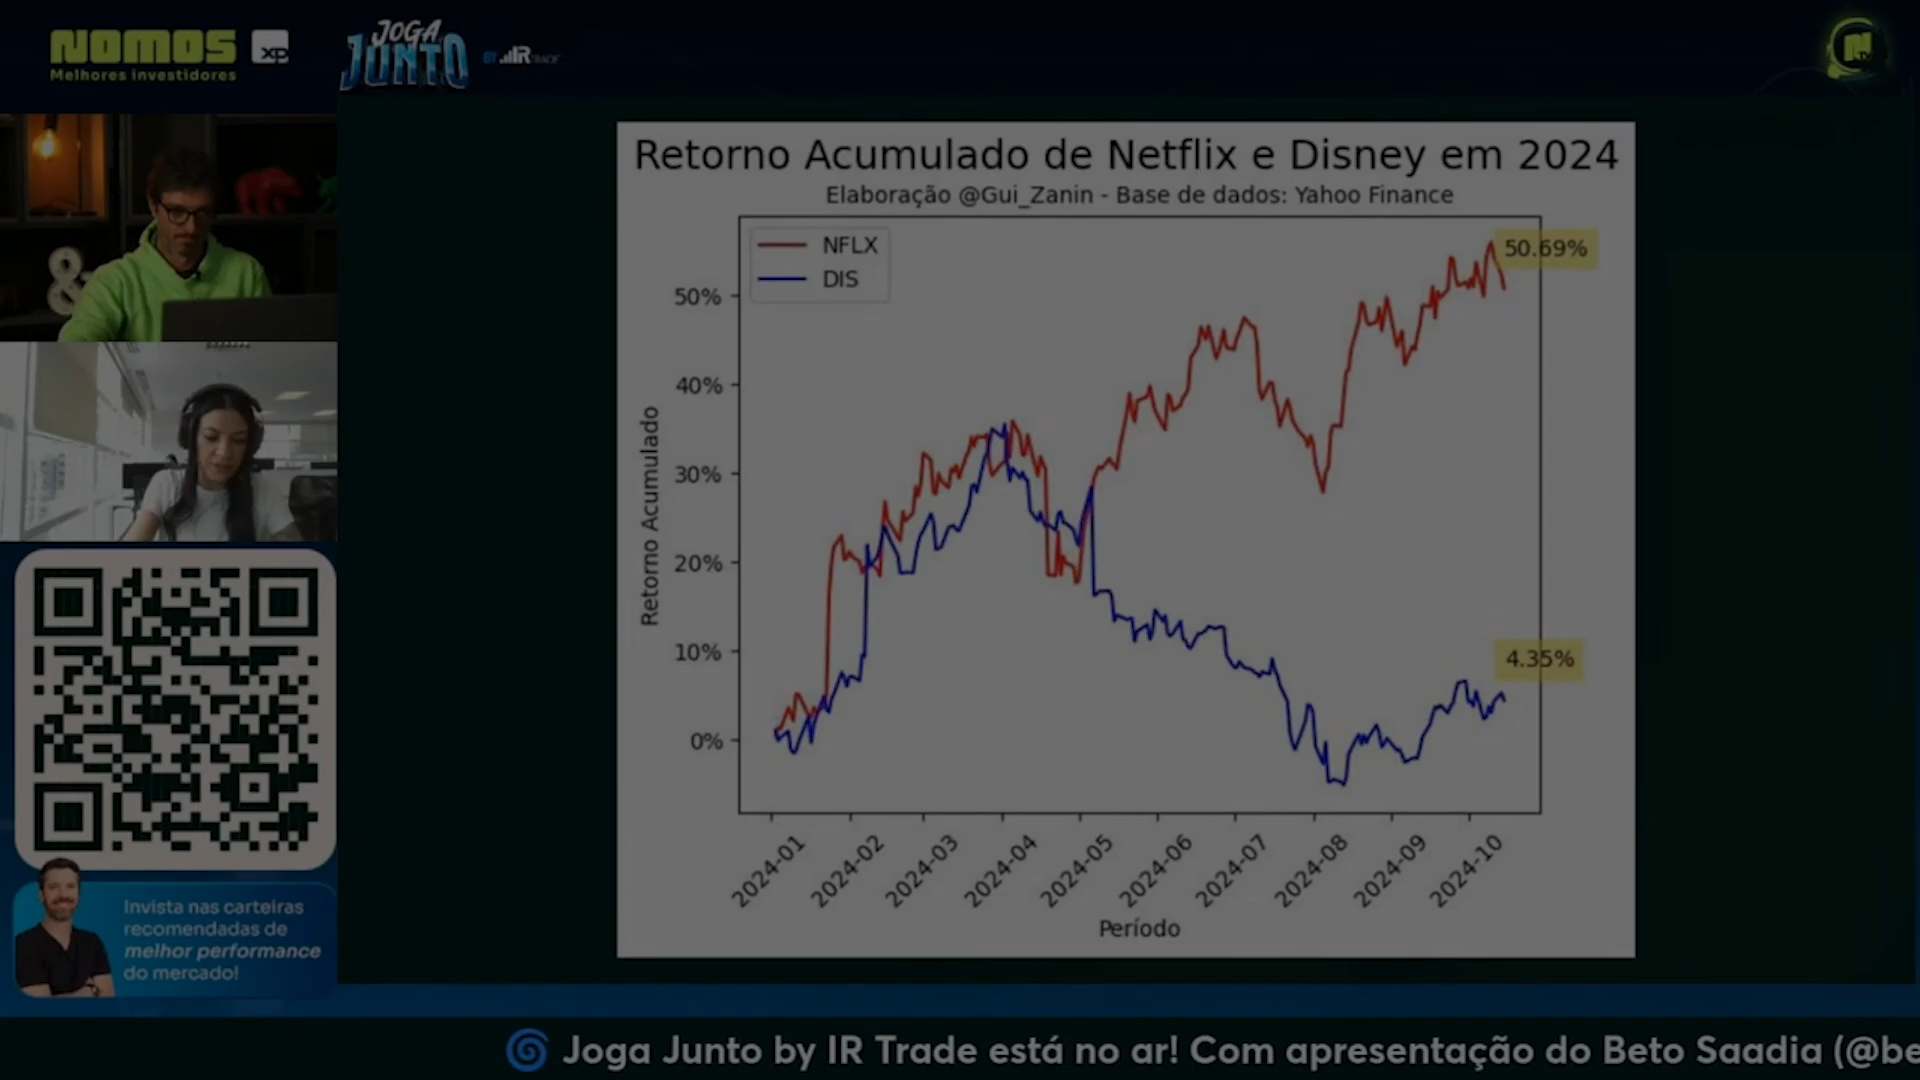 NOMOS
xp
Melhores investidores
JOGA
JUNTO
BY IR TRADE
N
TV
Retorno Acumulado de Netflix e Disney em 2024
Elaboração @Gui_Zanin - Base de dados: Yahoo Finance
NFLX
DIS
50.69%
4.35%
50%
40%
30%
20%
10%
0%
Retorno Acumulado
2024-01
2024-02
2024-03
2024-04
2024-05
2024-06
2024-07
2024-08
2024-09
2024-10
Período
&
Invista nas carteiras
recomendadas de
melhor performance
do mercado!
Joga Junto by IR Trade está no ar! Com apresentação do Beto Saadia (@be